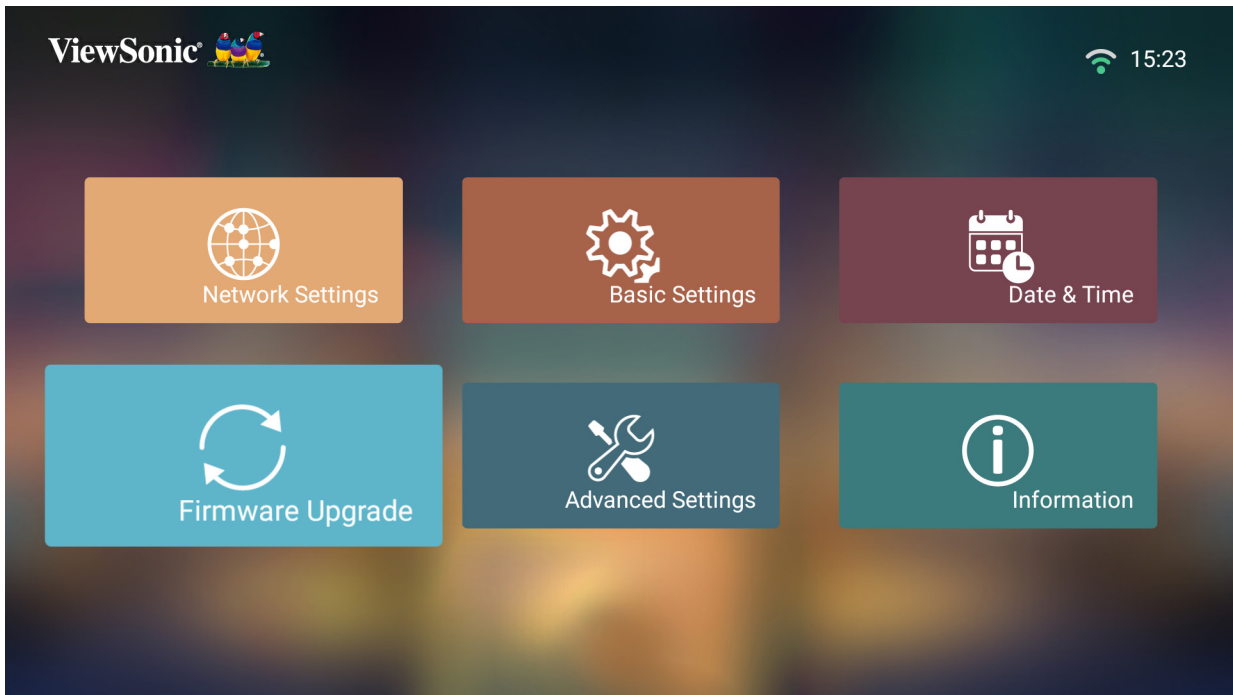 ViewSonic®
15:23
Network Settings
Basic Settings
Date & Time
Firmware Upgrade
Advanced Settings
Information